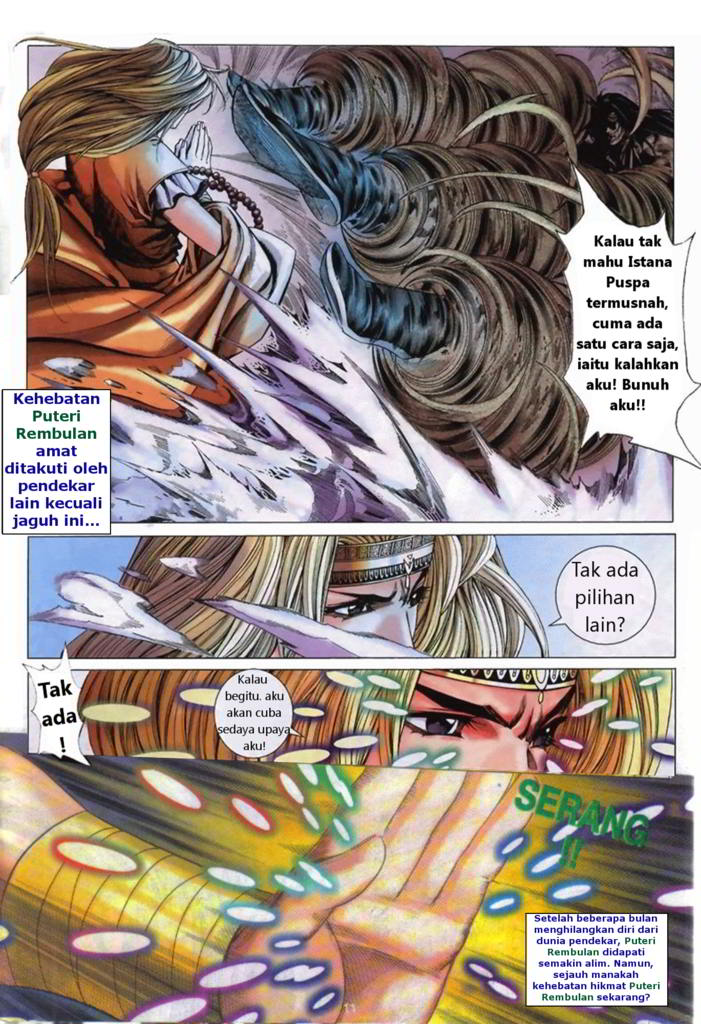 Kalau tak
mahu Istana
Puspa
termusnah,
cuma ada
satu cara saja,
iaitu kalahkan
aku! Bunuh
aku!!
Kehebatan
Puteri
Rembulan
amat
ditakuti oleh
pendekar
lain kecuali
jaguh ini...
Tak ada
pilihan
lain?
Tak
ada
!
Kalau
begitu. aku
akan cuba
sedaya upaya
aku!
SERANG
!!
Setelah beberapa bulan
menghilangkan diri dari
dunia pendekar, Puteri
Rembulan didapati
semakin alim. Namun,
sejauh manakah
kehebatan hikmat Puteri
Rembulan sekarang?
11